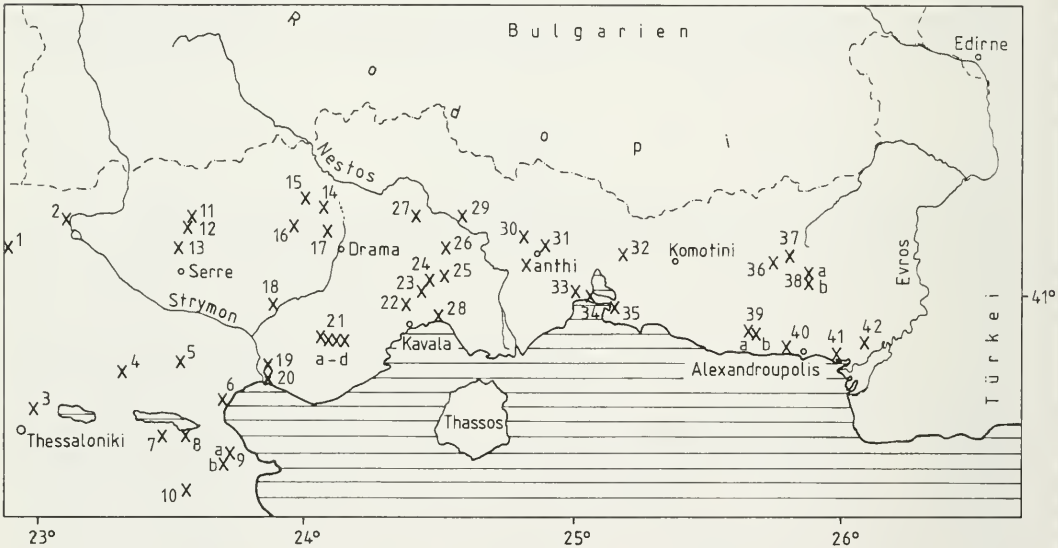 Bulgarien
Rodopi
Edirne
Nestos
15
14
11
12
13
16
17
2
1
27
29
30
31
32
26
25
24
23
22
28
Drama
Serre
Xanthi
Komotini
37
36
38 a
b
Evros
Türkei
41°
18
Strymon
33
34
35
21
a-d
Kavala
39
a b
40
41
42
Alexandroupolis
19
20
5
4
6
3
Thessaloniki
7
8
a 9
b
10
Thassos
23°
24°
25°
26°